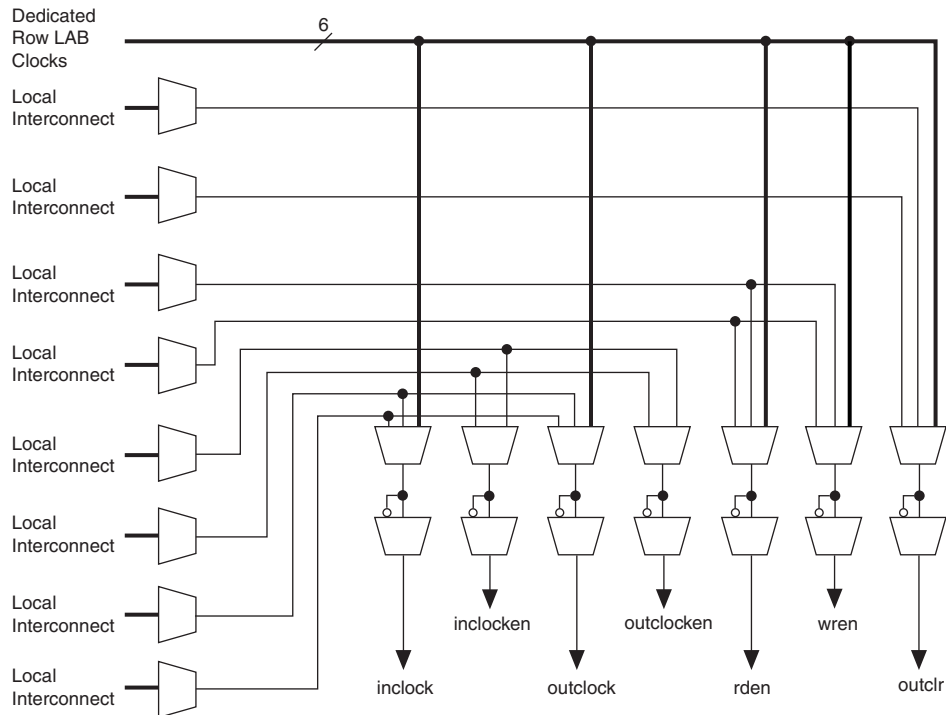 Dedicated
Row LAB
Clocks
6
Local
Interconnect
Local
Interconnect
Local
Interconnect
Local
Interconnect
Local
Interconnect
Local
Interconnect
Local
Interconnect
Local
Interconnect
inclocken
outclocken
wren
inclock
outclock
rden
outclr